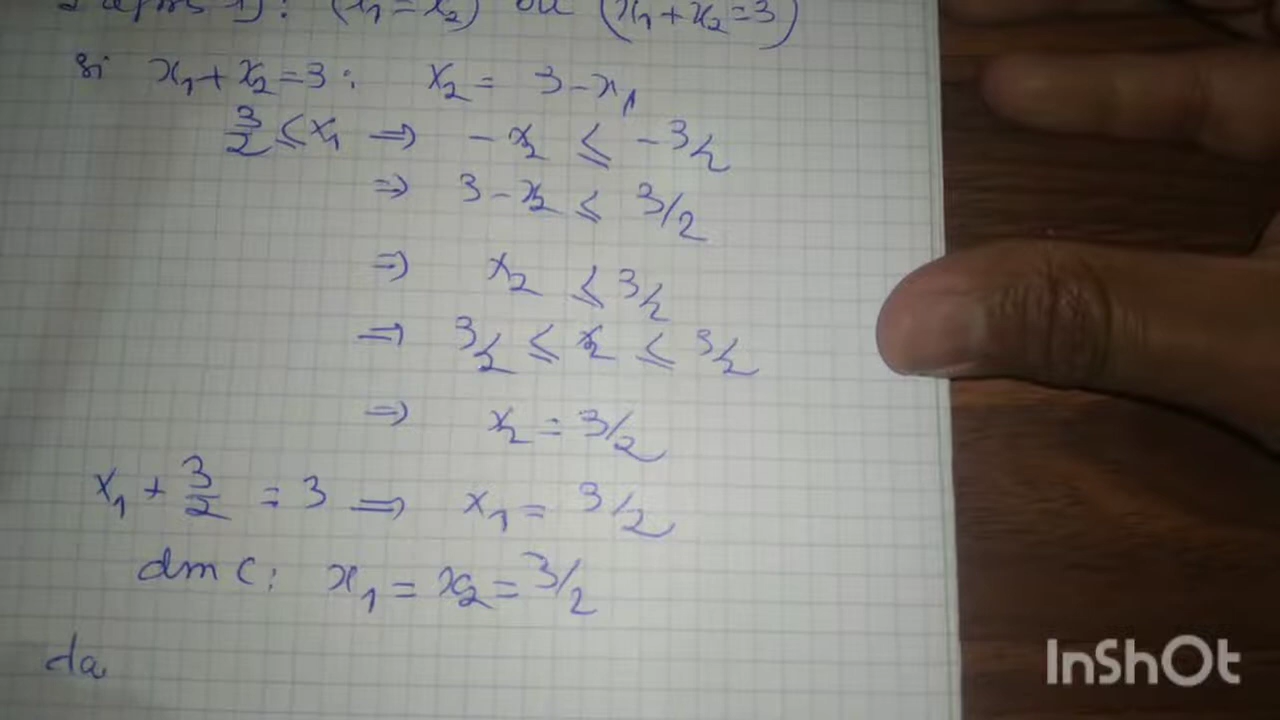 1): (x₁ = x₂) ou (x₁ + x₂ = 3)
Si x₁ + x₂ = 3 : x₂ = 3 - x₁
3/2 ≤ x₁ ⇒ - x₂ ≤ - 3/2
⇒ 3 - x₂ ≤ 3/2
⇒ x₂ ≤ 3/2
⇒ 3/2 ≤ x₂ ≤ 3/2
⇒ x₂ = 3/2
x₁ + 3/2 = 3 ⇒ x₁ = 3/2
dmc : x₁ = x₂ = 3/2
da
InShOt